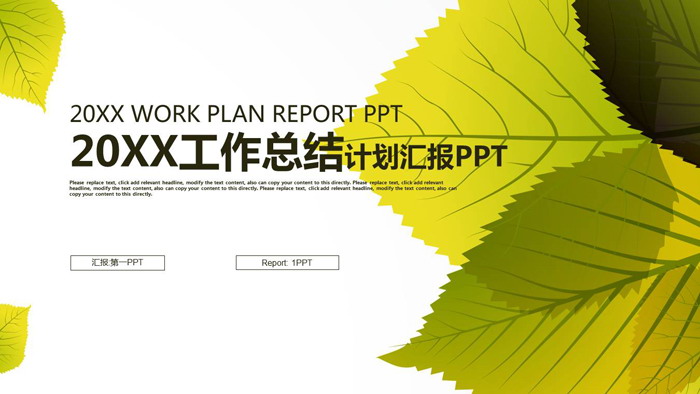 20XX WORK PLAN REPORT PPT
20XX工作总结计划汇报PPT
Please replace text, click add relevant headline, modify the text content, also can copy your content to this directly. Please replace text, click add relevant
headline, modify the text content, also can copy your content to this directly. Please replace text, click add relevant headline, modify the text content, also can
copy your content to this directly.
汇报:第一PPT
Report: 1PPT